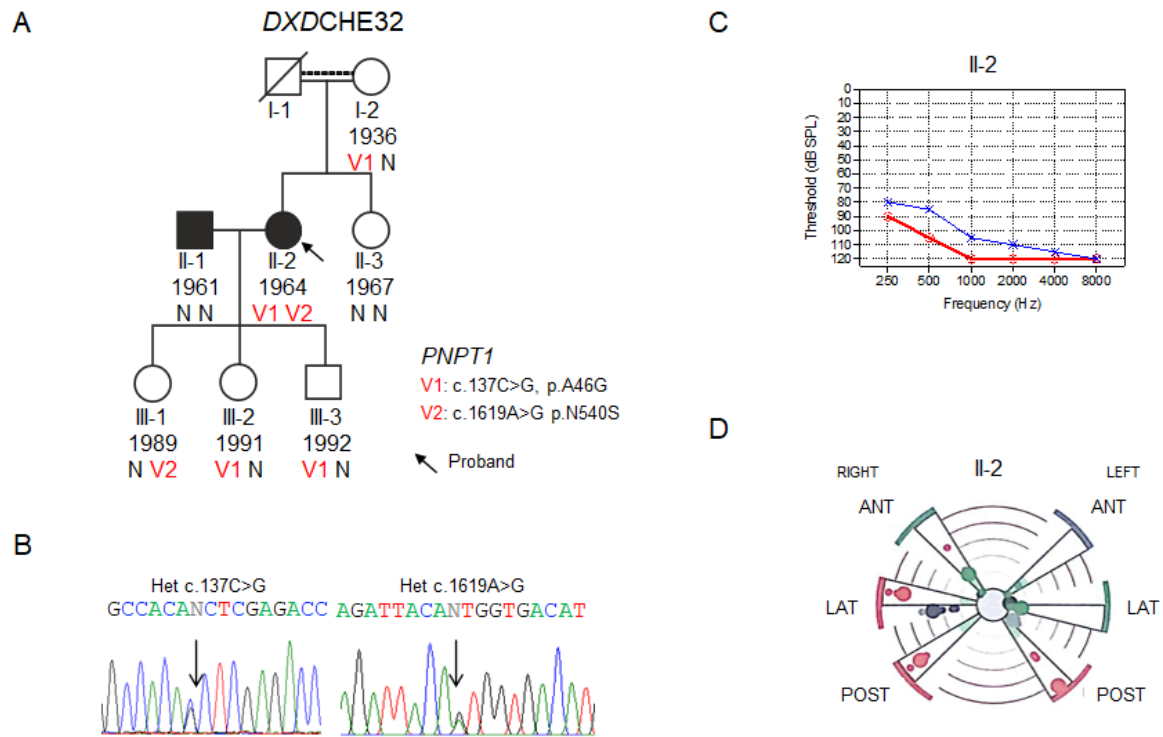 A
DXDCHE32
I-1
I-2
1936
V1 N
II-1
1961
N N
II-2
1964
V1 V2
II-3
1967
N N
III-1
1989
N V2
III-2
1991
V1 N
III-3
1992
V1 N
PNPT1
V1: c.137C>G, p.A46G
V2: c.1619A>G p.N540S
Proband
B
Het c.137C>G
GCCACANCTCGAGACC
Het c.1619A>G
AGATTACANTGGTGACAT
C
II-2
Threshold (dB SPL)
0
10
20
30
40
50
60
70
80
90
100
110
120
250 500 1000 2000 4000 8000
Frequency (Hz)
D
II-2
RIGHT
LEFT
ANT
ANT
LAT
LAT
POST
POST